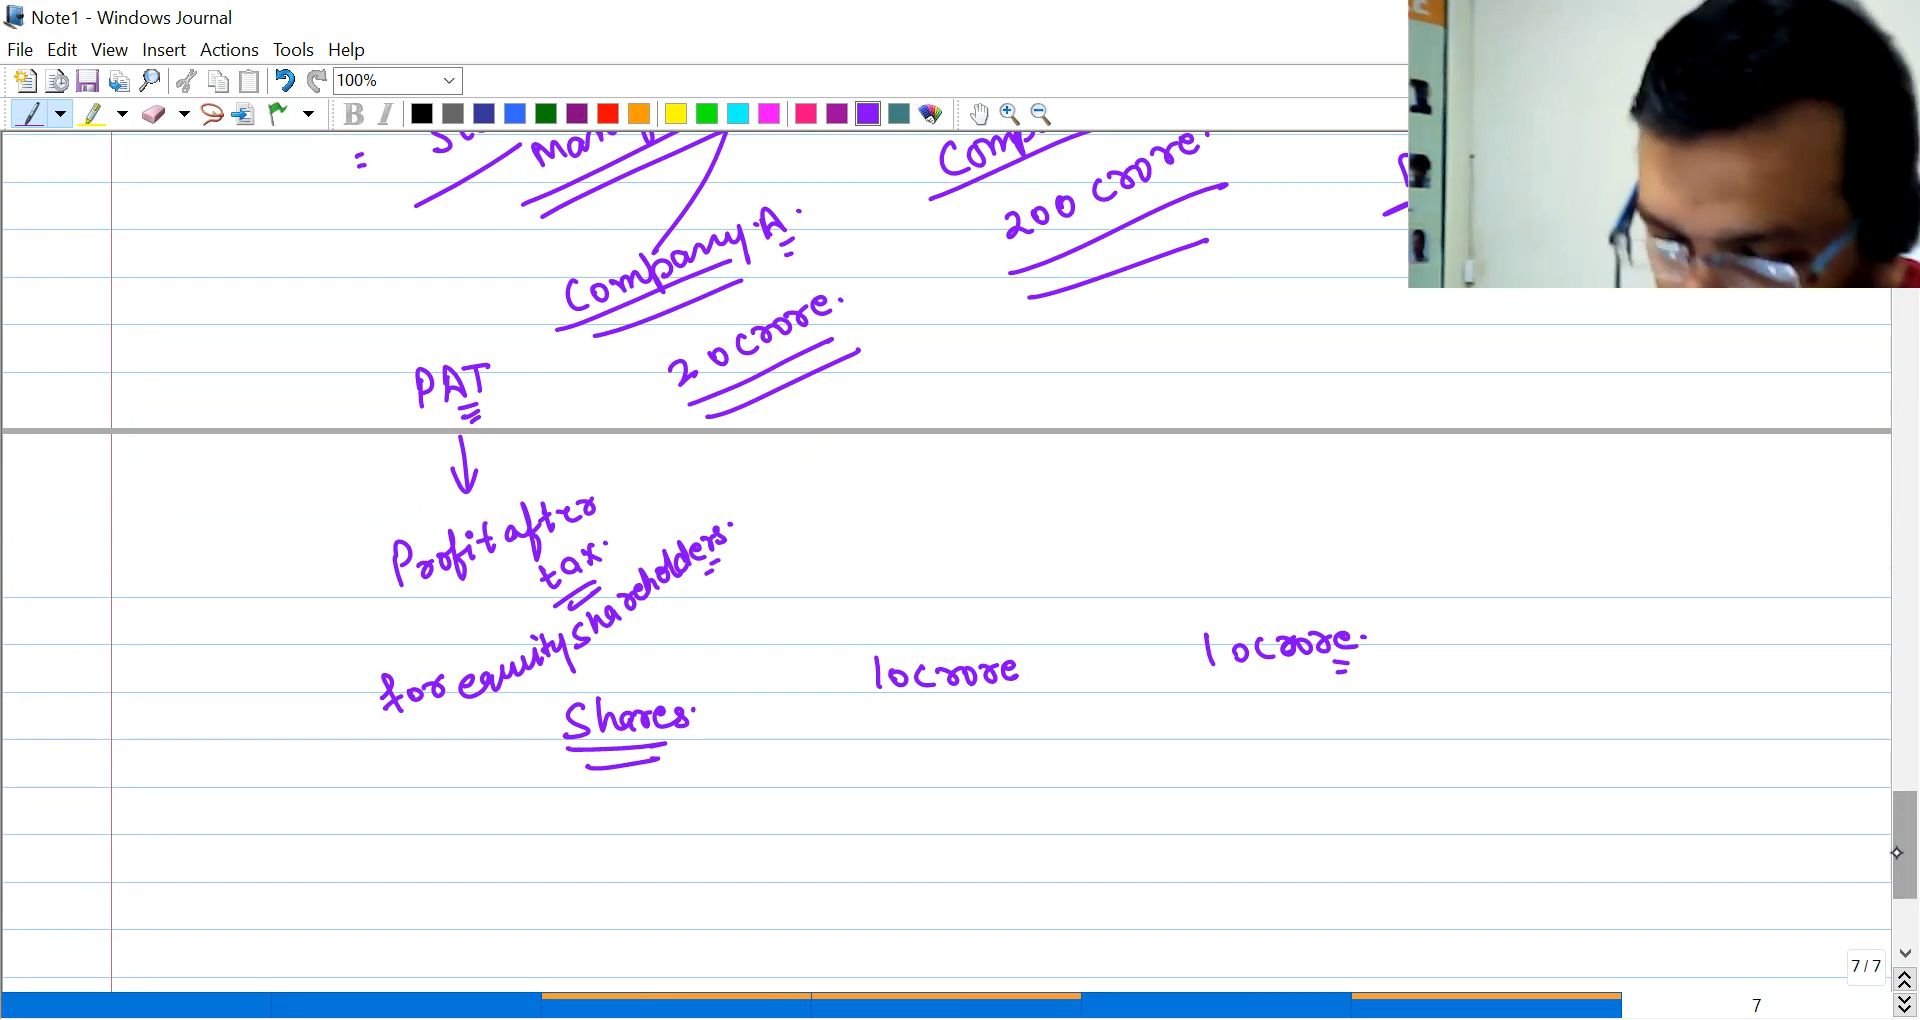 Note1 - Windows Journal
File Edit View Insert Actions Tools Help
100%
B I
=
200 crore.
Company A.
20 crore.
PAT
Profit after
tax.
for equity shareholders.
10 crore
10 crore.
Shares.
7 / 7
7